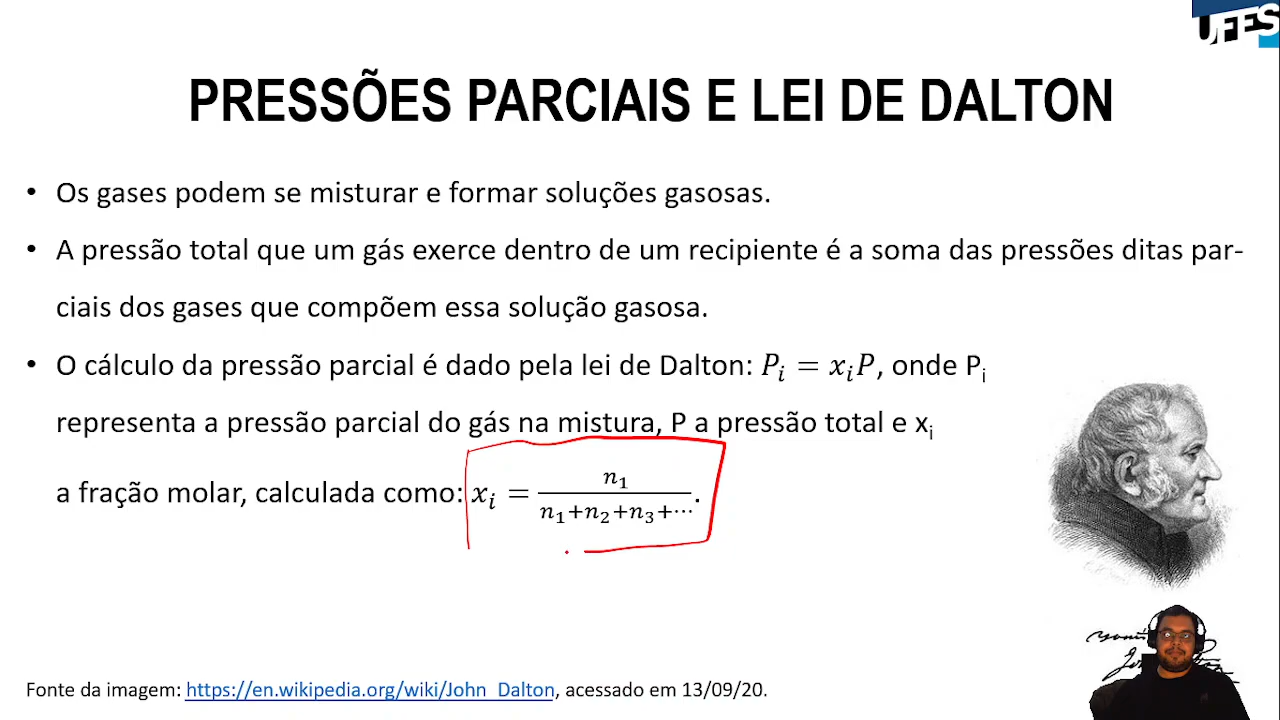 UFES
PRESSÕES PARCIAIS E LEI DE DALTON
• Os gases podem se misturar e formar soluções gasosas.
• A pressão total que um gás exerce dentro de um recipiente é a soma das pressões ditas par-
ciais dos gases que compõem essa solução gasosa.
• O cálculo da pressão parcial é dado pela lei de Dalton: Pᵢ = xᵢP, onde Pᵢ
representa a pressão parcial do gás na mistura, P a pressão total e xᵢ
a fração molar, calculada como: xᵢ = n₁/(n₁+n₂+n₃+⋯).
Fonte da imagem: https://en.wikipedia.org/wiki/John_Dalton, acessado em 13/09/20.